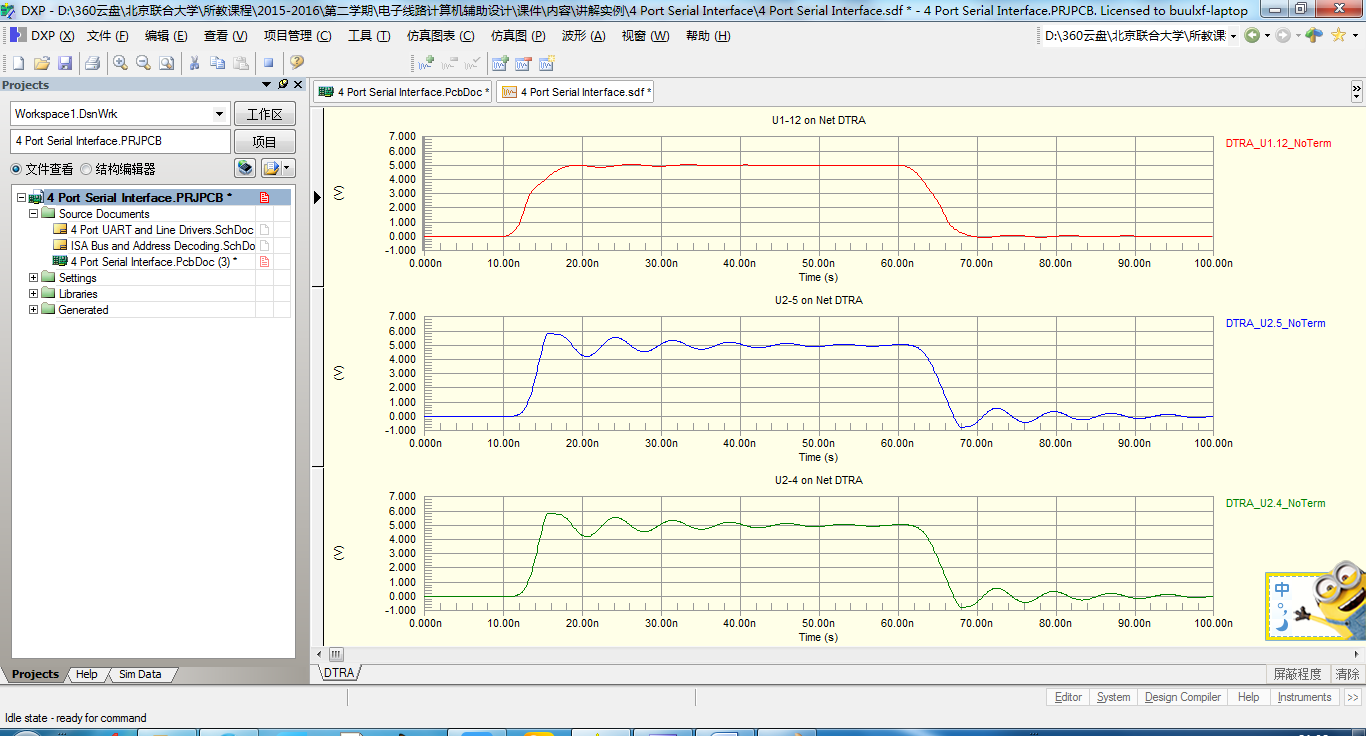 DXP - D:\360云盘\北京联合大学\所教课程\2015-2016\第二学期\电子线路计算机辅助设计\课件\内容\讲解实例\4 Port Serial Interface\4 Port Serial Interface.sdf * - 4 Port Serial Interface.PRJPCB. Licensed to buulxf-laptop
DXP (X) 文件 (F) 编辑 (E) 查看 (V) 项目管理 (C) 工具 (T) 仿真图表 (C) 仿真图 (P) 波形 (A) 视窗 (W) 帮助 (H) D:\360云盘\北京联合大学\所教课
Projects
4 Port Serial Interface.PcbDoc * 4 Port Serial Interface.sdf *
Workspace1.DsnWrk 工作区
4 Port Serial Interface.PRJPCB 项目
文件查看 结构编辑器
4 Port Serial Interface.PRJPCB *
Source Documents
4 Port UART and Line Drivers.SchDoc
ISA Bus and Address Decoding.SchDo
4 Port Serial Interface.PcbDoc (3) *
Settings
Libraries
Generated
U1-12 on Net DTRA
DTRA_U1.12_NoTerm
7.000
6.000
5.000
4.000
3.000
2.000
1.000
0.000
-1.000
(V)
0.000n 10.00n 20.00n 30.00n 40.00n 50.00n 60.00n 70.00n 80.00n 90.00n 100.00n
Time (s)
U2-5 on Net DTRA
DTRA_U2.5_NoTerm
7.000
6.000
5.000
4.000
3.000
2.000
1.000
0.000
-1.000
(V)
0.000n 10.00n 20.00n 30.00n 40.00n 50.00n 60.00n 70.00n 80.00n 90.00n 100.00n
Time (s)
U2-4 on Net DTRA
DTRA_U2.4_NoTerm
7.000
6.000
5.000
4.000
3.000
2.000
1.000
0.000
-1.000
(V)
0.000n 10.00n 20.00n 30.00n 40.00n 50.00n 60.00n 70.00n 80.00n 90.00n 100.00n
Time (s)
中
Projects Help Sim Data
DTRA 屏蔽程度 清除
Editor System Design Compiler Help Instruments >>
Idle state - ready for command